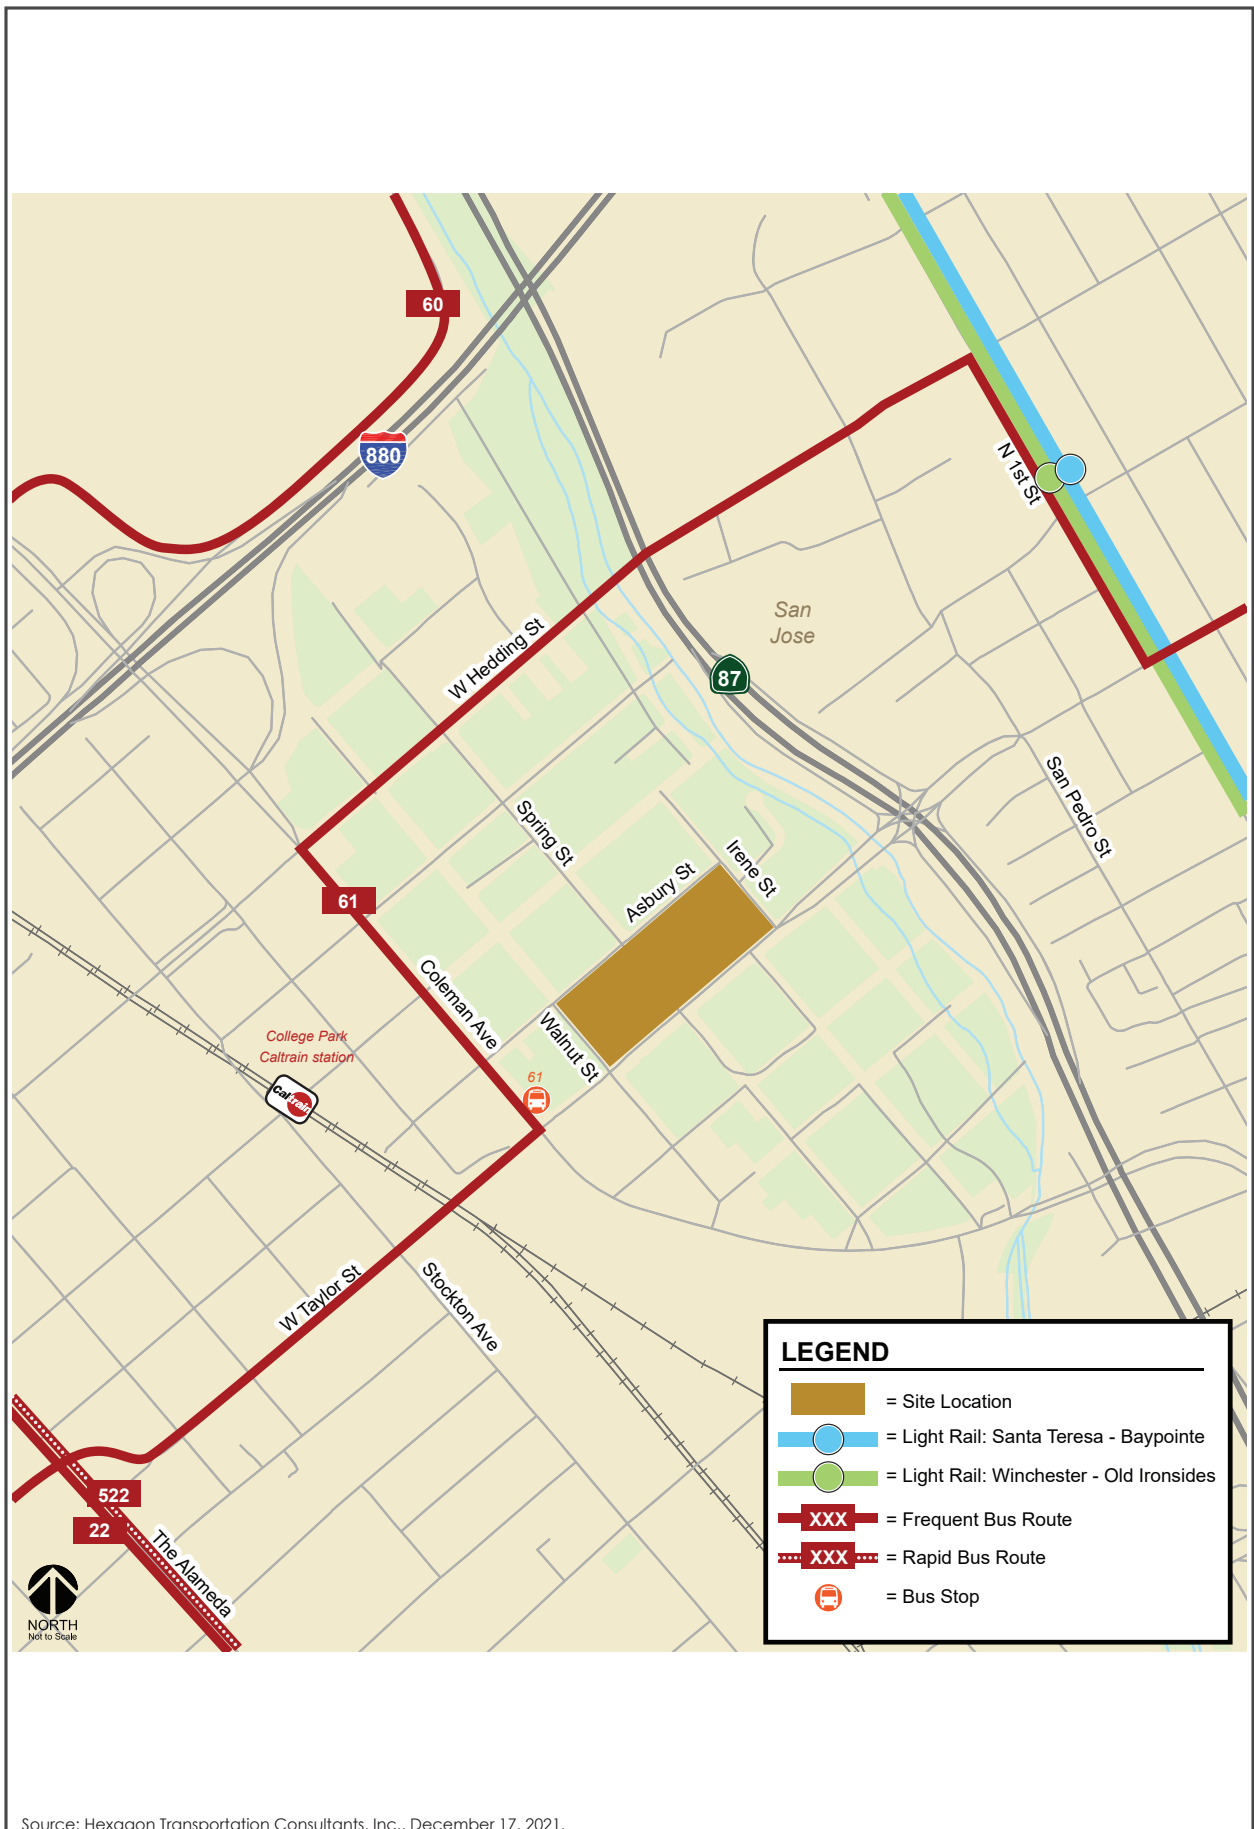 60
880
N 1st St
San
Jose
W Hedding St
87
San Pedro St
Spring St
Irene St
Asbury St
61
Coleman Ave
Walnut St
College Park
Caltrain station
Caltrain
61
W Taylor St
Stockton Ave
522
22
The Alameda
NORTH
Not to Scale
LEGEND
= Site Location
= Light Rail: Santa Teresa - Baypointe
= Light Rail: Winchester - Old Ironsides
XXX = Frequent Bus Route
XXX = Rapid Bus Route
= Bus Stop
Source: Hexagon Transportation Consultants, Inc., December 17, 2021.